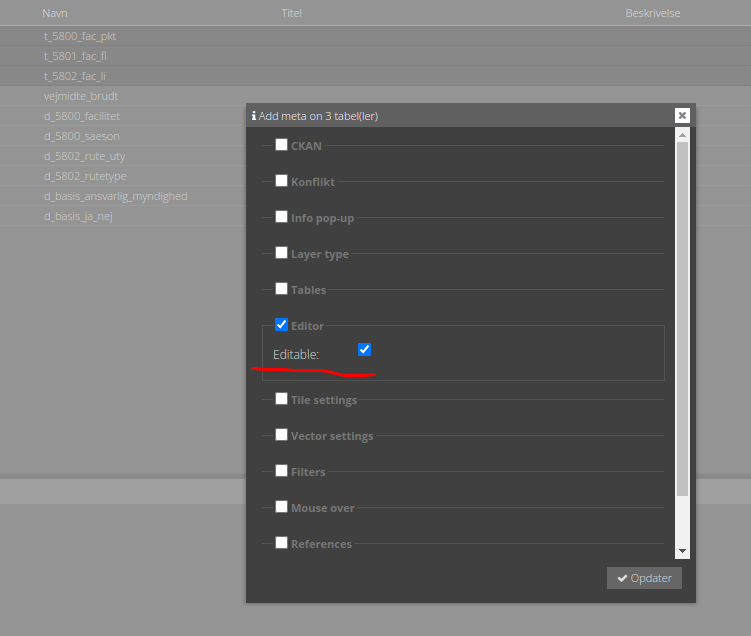 Navn Titel Beskrivelse
t_5800_fac_pkt
t_5801_fac_fl
t_5802_fac_li
vejmidte_brudt
d_5800_facilitet
d_5800_saeson
d_5802_rute_uty
d_5802_rutetype
d_basis_ansvarlig_myndighed
d_basis_ja_nej
Add meta on 3 tabel(ler)
CKAN
Konflikt
Info pop-up
Layer type
Tables
Editor
Editable:
Tile settings
Vector settings
Filters
Mouse over
References
Opdater